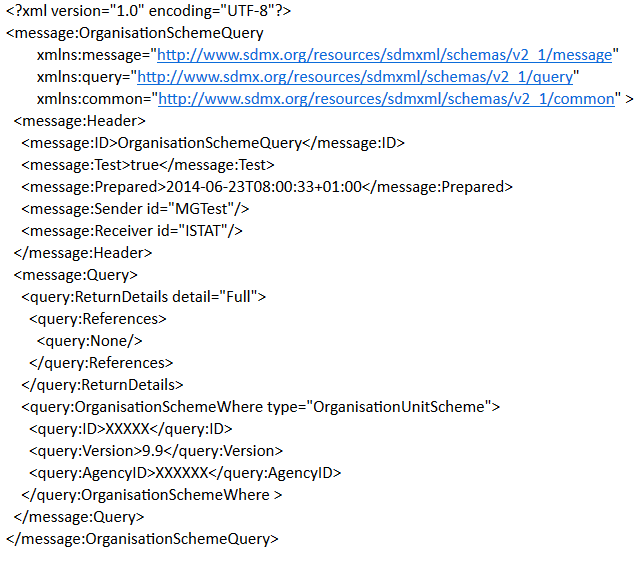 <?xml version="1.0" encoding="UTF-8"?>
<message:OrganisationSchemeQuery
xmlns:message="http://www.sdmx.org/resources/sdmxml/schemas/v2_1/message"
xmlns:query="http://www.sdmx.org/resources/sdmxml/schemas/v2_1/query"
xmlns:common="http://www.sdmx.org/resources/sdmxml/schemas/v2_1/common" >
<message:Header>
<message:ID>OrganisationSchemeQuery</message:ID>
<message:Test>true</message:Test>
<message:Prepared>2014-06-23T08:00:33+01:00</message:Prepared>
<message:Sender id="MGTest"/>
<message:Receiver id="ISTAT"/>
</message:Header>
<message:Query>
<query:ReturnDetails detail="Full">
<query:References>
<query:None/>
</query:References>
</query:ReturnDetails>
<query:OrganisationSchemeWhere type="OrganisationUnitScheme">
<query:ID>XXXXX</query:ID>
<query:Version>9.9</query:Version>
<query:AgencyID>XXXXXX</query:AgencyID>
</query:OrganisationSchemeWhere >
</message:Query>
</message:OrganisationSchemeQuery>